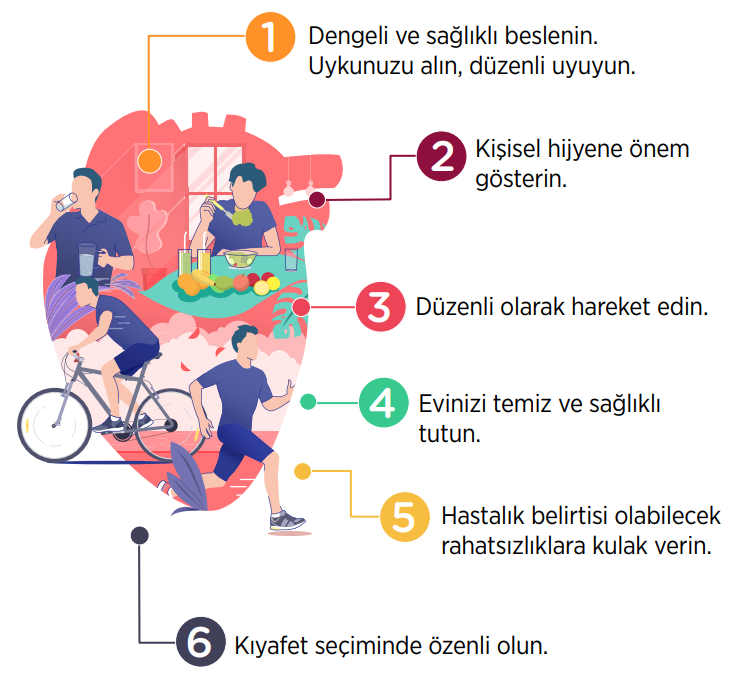 1
Dengeli ve sağlıklı beslenin.
Uykunuzu alın, düzenli uyuyun.
2
Kişisel hijyene önem
gösterin.
3
Düzenli olarak hareket edin.
4
Evinizi temiz ve sağlıklı
tutun.
5
Hastalık belirtisi olabilecek
rahatsızlıklara kulak verin.
6
Kıyafet seçiminde özenli olun.